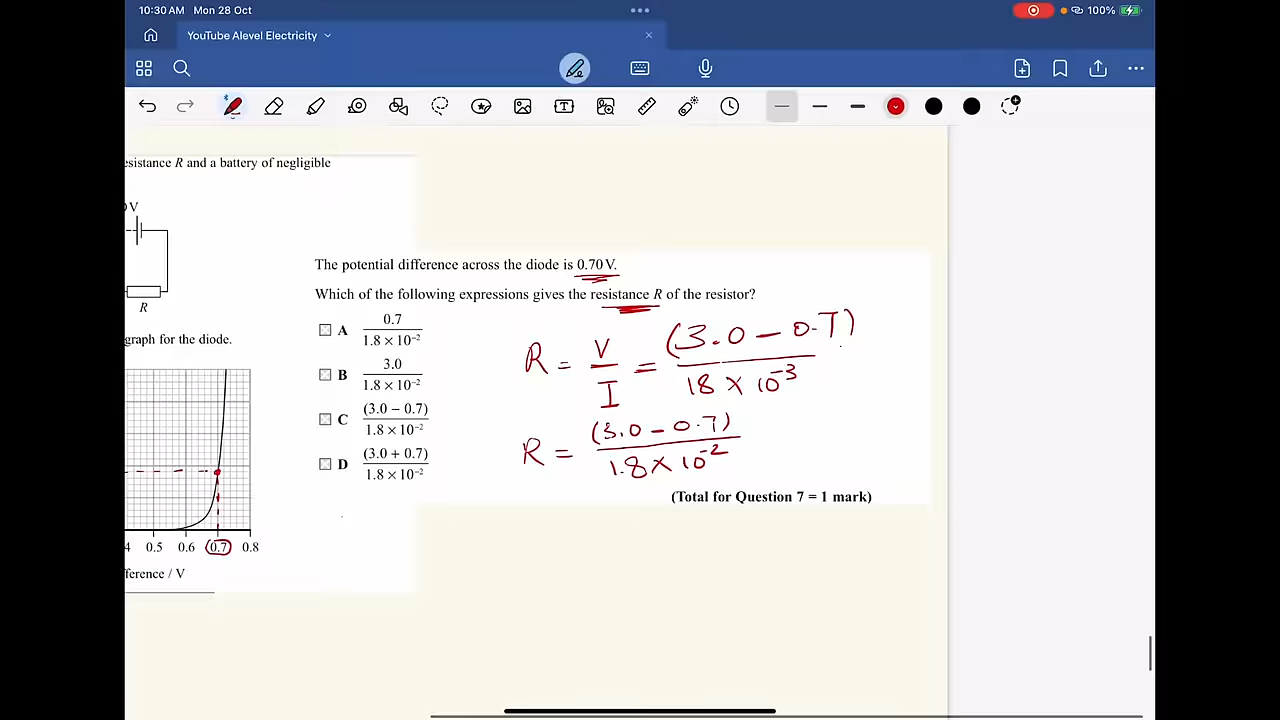 10:30 AM Mon 28 Oct
100%
YouTube Alevel Electricity
esistance R and a battery of negligible
V
R
graph for the diode.
4 0.5 0.6 0.7 0.8
fference / V
The potential difference across the diode is 0.70 V.
Which of the following expressions gives the resistance R of the resistor?
A 0.7 / 1.8 × 10⁻²
B 3.0 / 1.8 × 10⁻²
C (3.0 − 0.7) / 1.8 × 10⁻²
D (3.0 + 0.7) / 1.8 × 10⁻²
R = V / I = (3.0 − 0.7) / 18 × 10⁻³
R = (3.0 − 0.7) / 1.8 × 10⁻²
(Total for Question 7 = 1 mark)